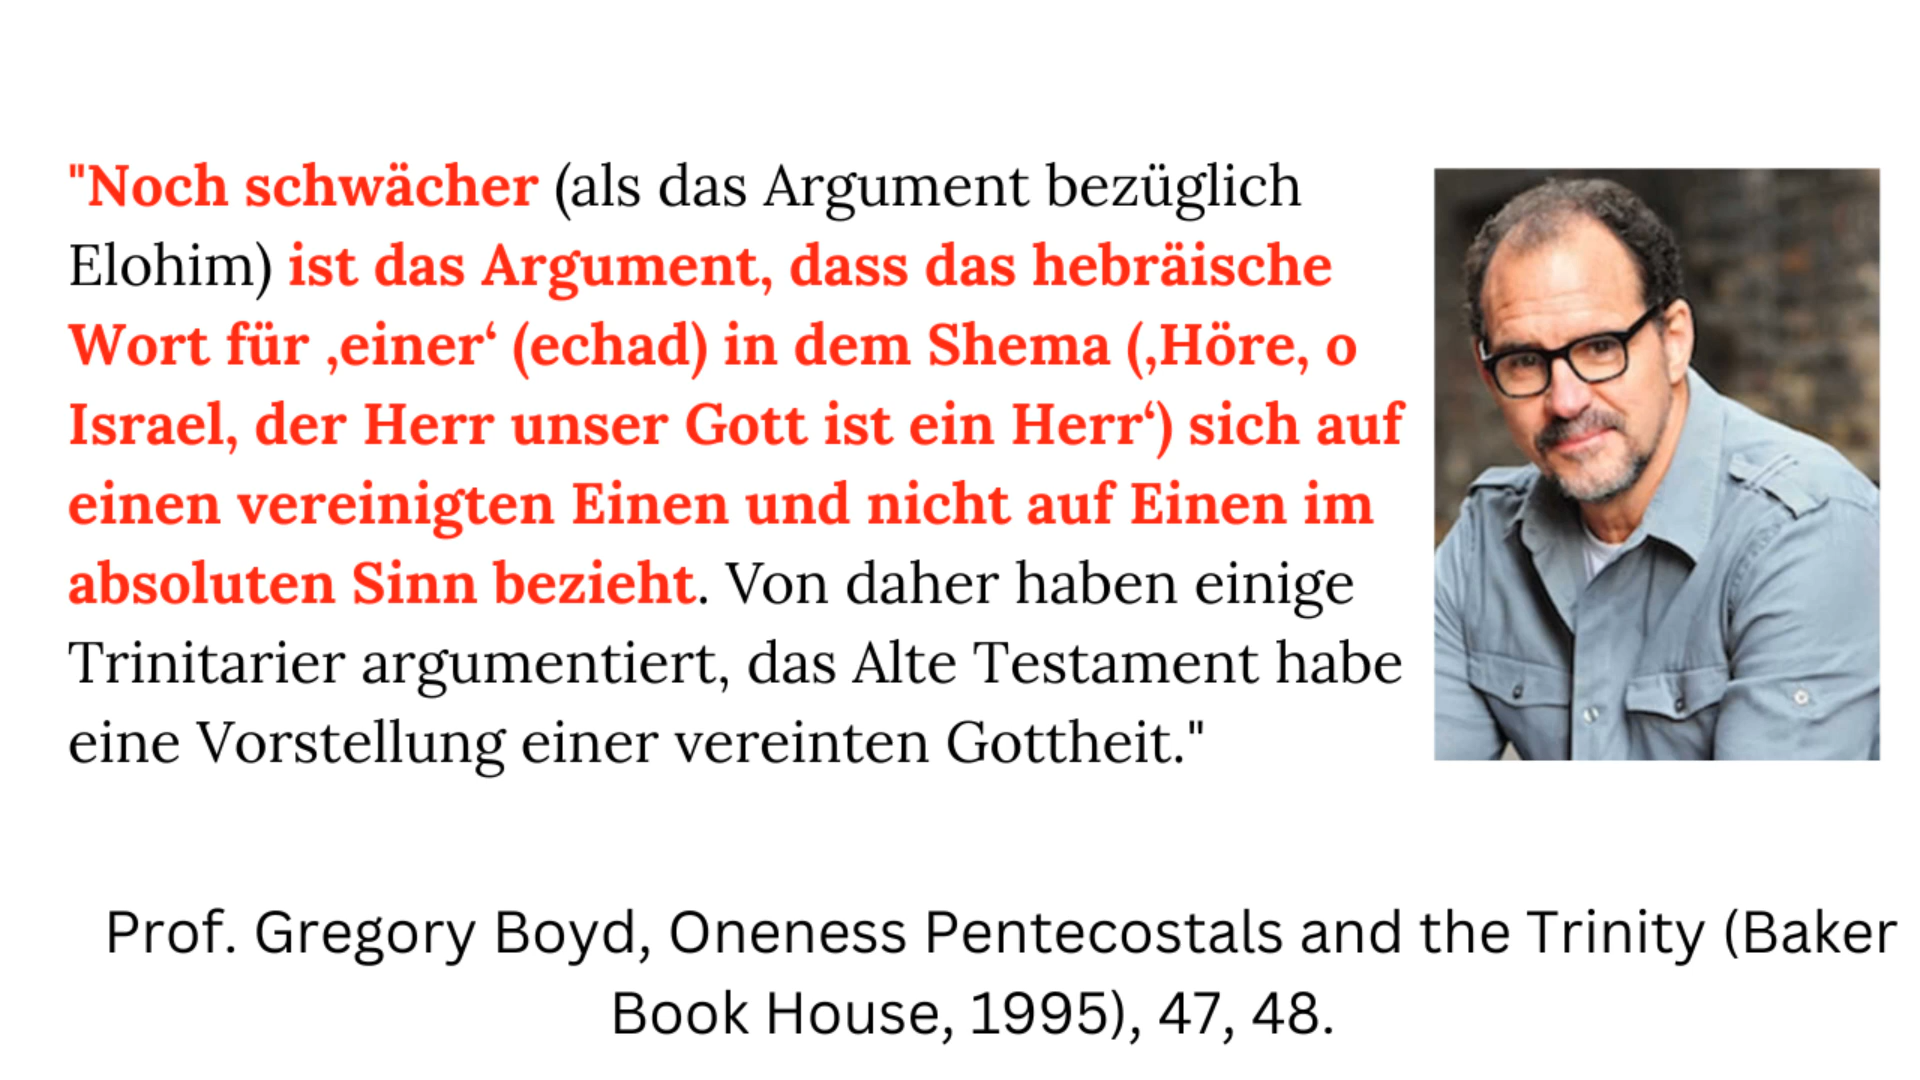 "Noch schwächer (als das Argument bezüglich
Elohim) ist das Argument, dass das hebräische
Wort für ‚einer‘ (echad) in dem Shema (‚Höre, o
Israel, der Herr unser Gott ist ein Herr‘) sich auf
einen vereinigten Einen und nicht auf Einen im
absoluten Sinn bezieht. Von daher haben einige
Trinitarier argumentiert, das Alte Testament habe
eine Vorstellung einer vereinten Gottheit."
Prof. Gregory Boyd, Oneness Pentecostals and the Trinity (Baker
Book House, 1995), 47, 48.